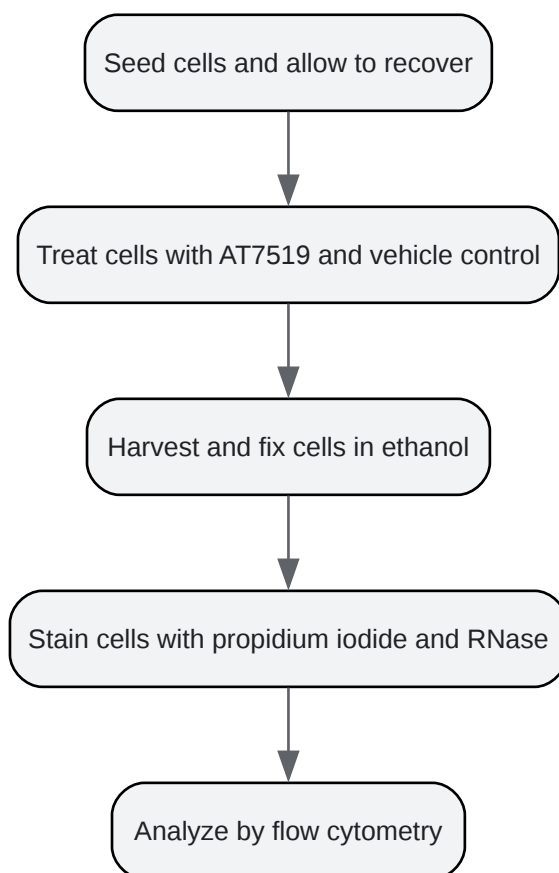 Seed cells and allow to recover
Treat cells with AT7519 and vehicle control
Harvest and fix cells in ethanol
Stain cells with propidium iodide and RNase
Analyze by flow cytometry